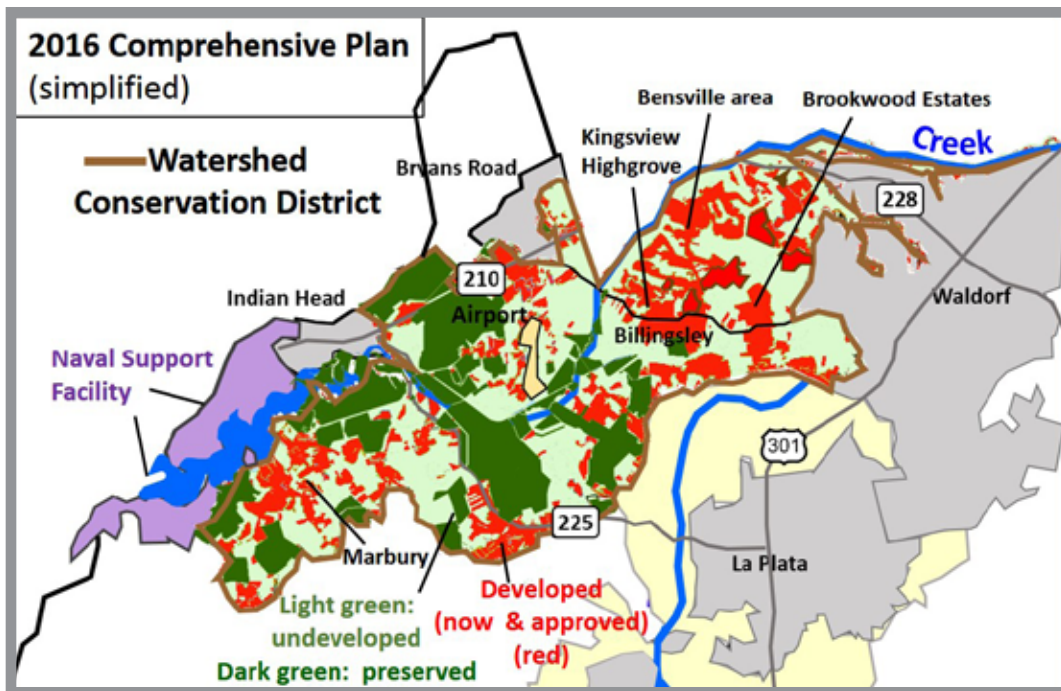 2016 Comprehensive Plan
(simplified)
Watershed
Conservation District
Bensville area
Brookwood Estates
Kingsview
Highgrove
Creek
Bryans Road
228
210
Indian Head
Airport
Waldorf
Billingsley
Naval Support
Facility
301
225
Marbury
La Plata
Light green:
undeveloped
Developed
(now & approved)
(red)
Dark green: preserved